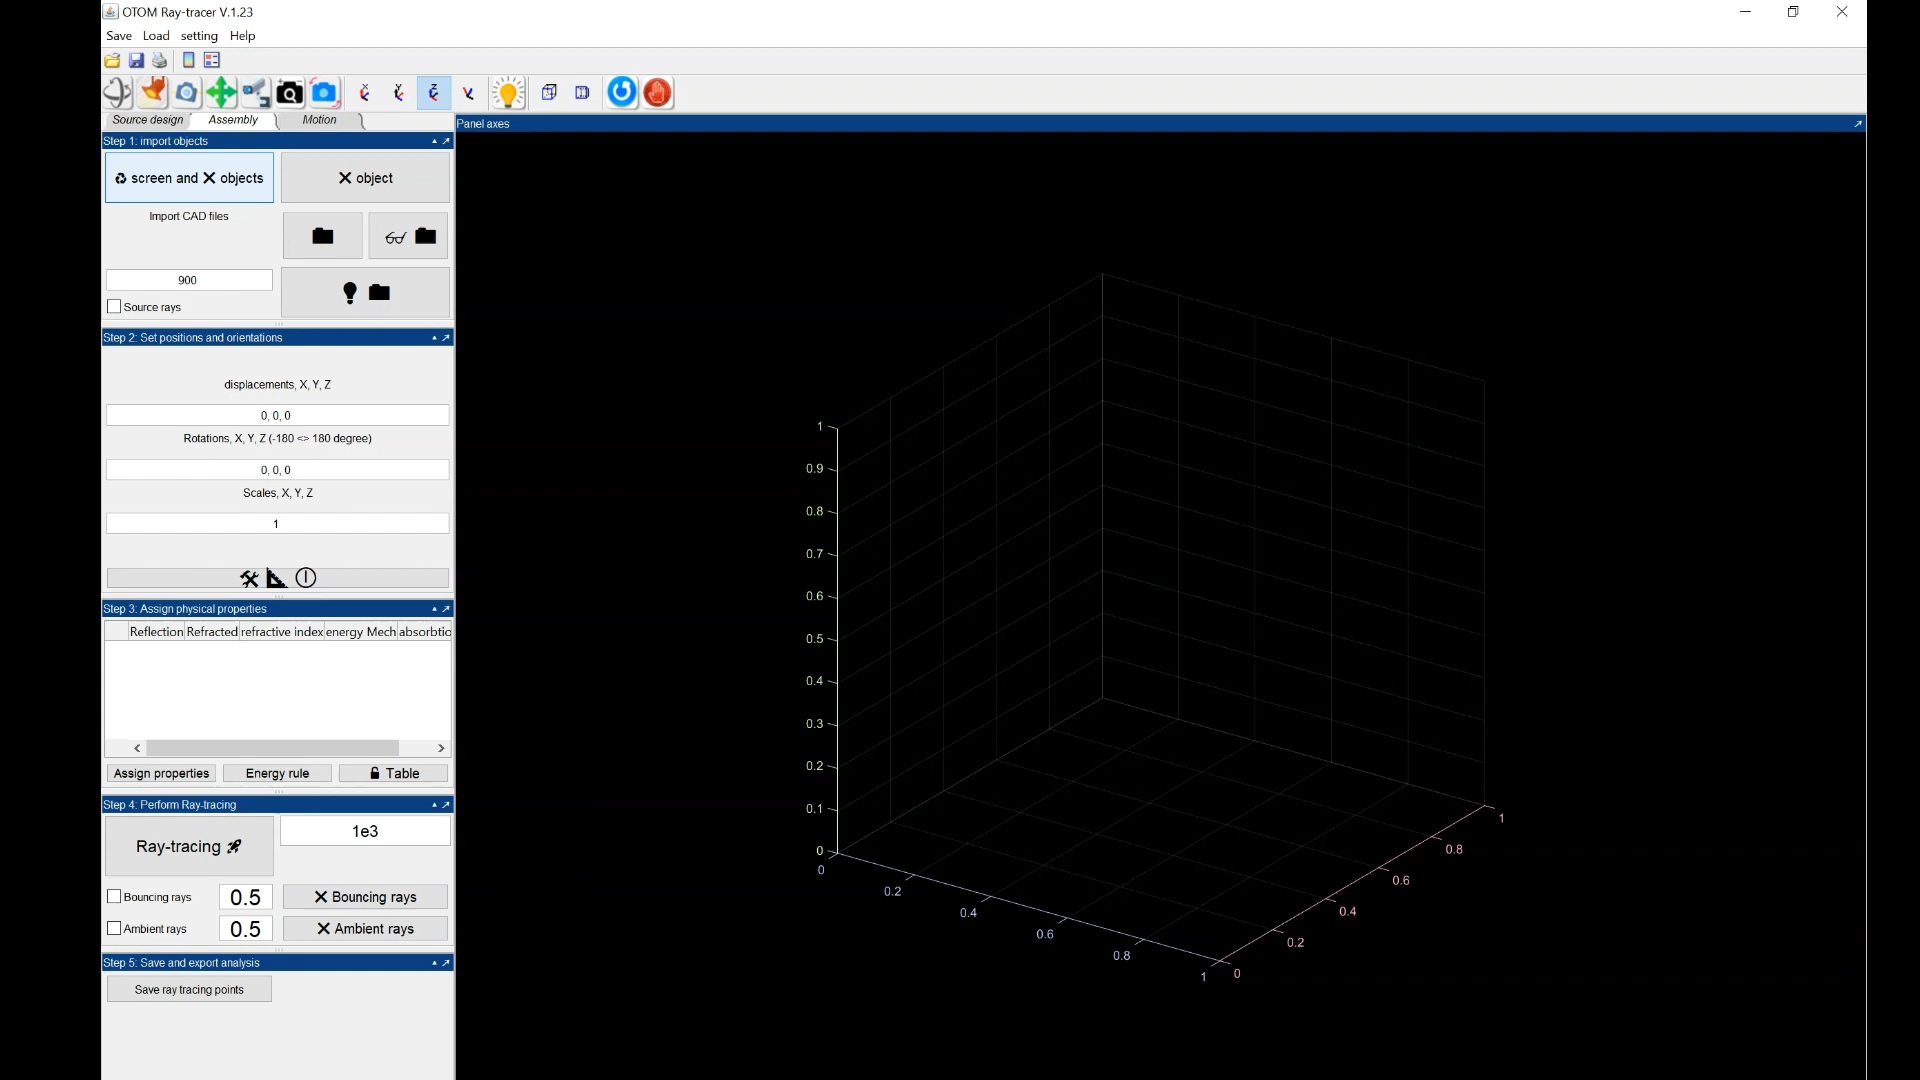 OTOM Ray-tracer V.1.23
Save Load setting Help
Source design Assembly Motion
Panel axes
Step 1: import objects
♻ screen and ✕ objects
✕ object
Import CAD files
900
Source rays
Step 2: Set positions and orientations
displacements, X, Y, Z
0, 0, 0
Rotations, X, Y, Z (-180 <> 180 degree)
0, 0, 0
Scales, X, Y, Z
1
Step 3: Assign physical properties
Reflection Refracted refractive index energy Mech absorbtio
Assign properties Energy rule Table
Step 4: Perform Ray-tracing
Ray-tracing
1e3
Bouncing rays 0.5 ✕ Bouncing rays
Ambient rays 0.5 ✕ Ambient rays
Step 5: Save and export analysis
Save ray tracing points
X Y Z
1
0.9
0.8
0.7
0.6
0.5
0.4
0.3
0.2
0.1
0
0
0.2
0.4
0.6
0.8
1
0
0.2
0.4
0.6
0.8
1